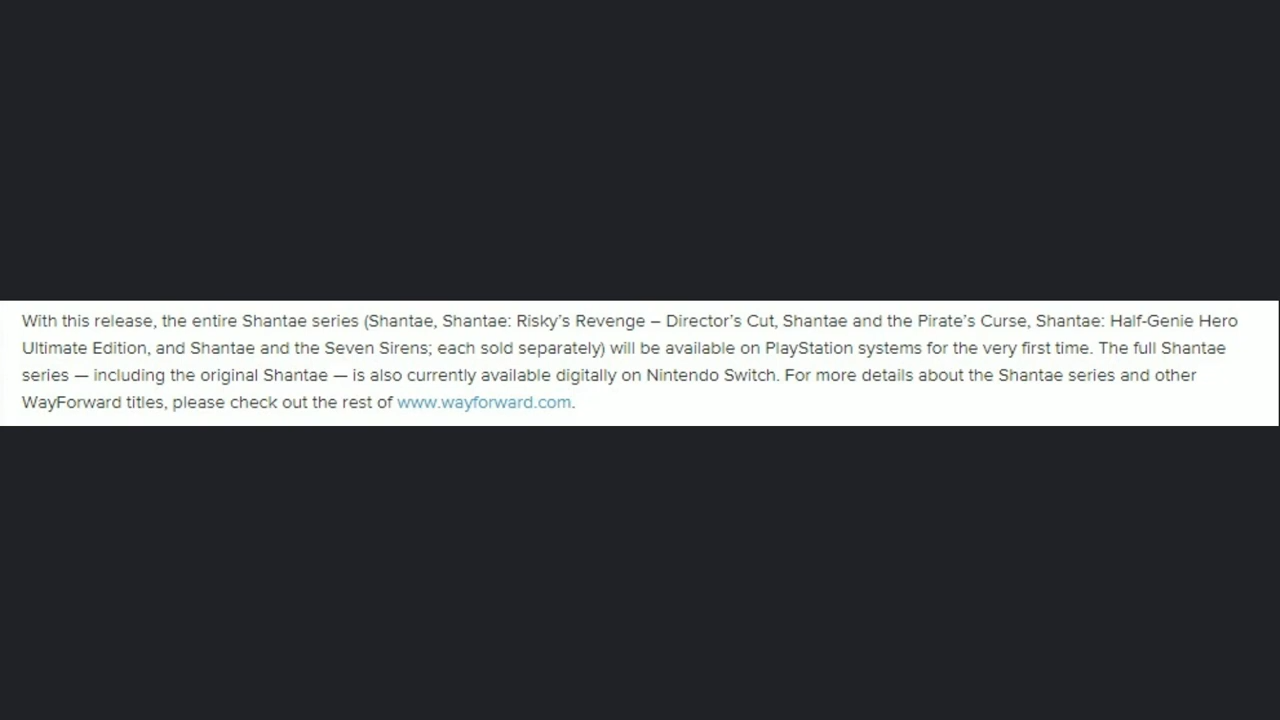 With this release, the entire Shantae series (Shantae, Shantae: Risky’s Revenge – Director’s Cut, Shantae and the Pirate’s Curse, Shantae: Half-Genie Hero
Ultimate Edition, and Shantae and the Seven Sirens; each sold separately) will be available on PlayStation systems for the very first time. The full Shantae
series — including the original Shantae — is also currently available digitally on Nintendo Switch. For more details about the Shantae series and other
WayForward titles, please check out the rest of www.wayforward.com.